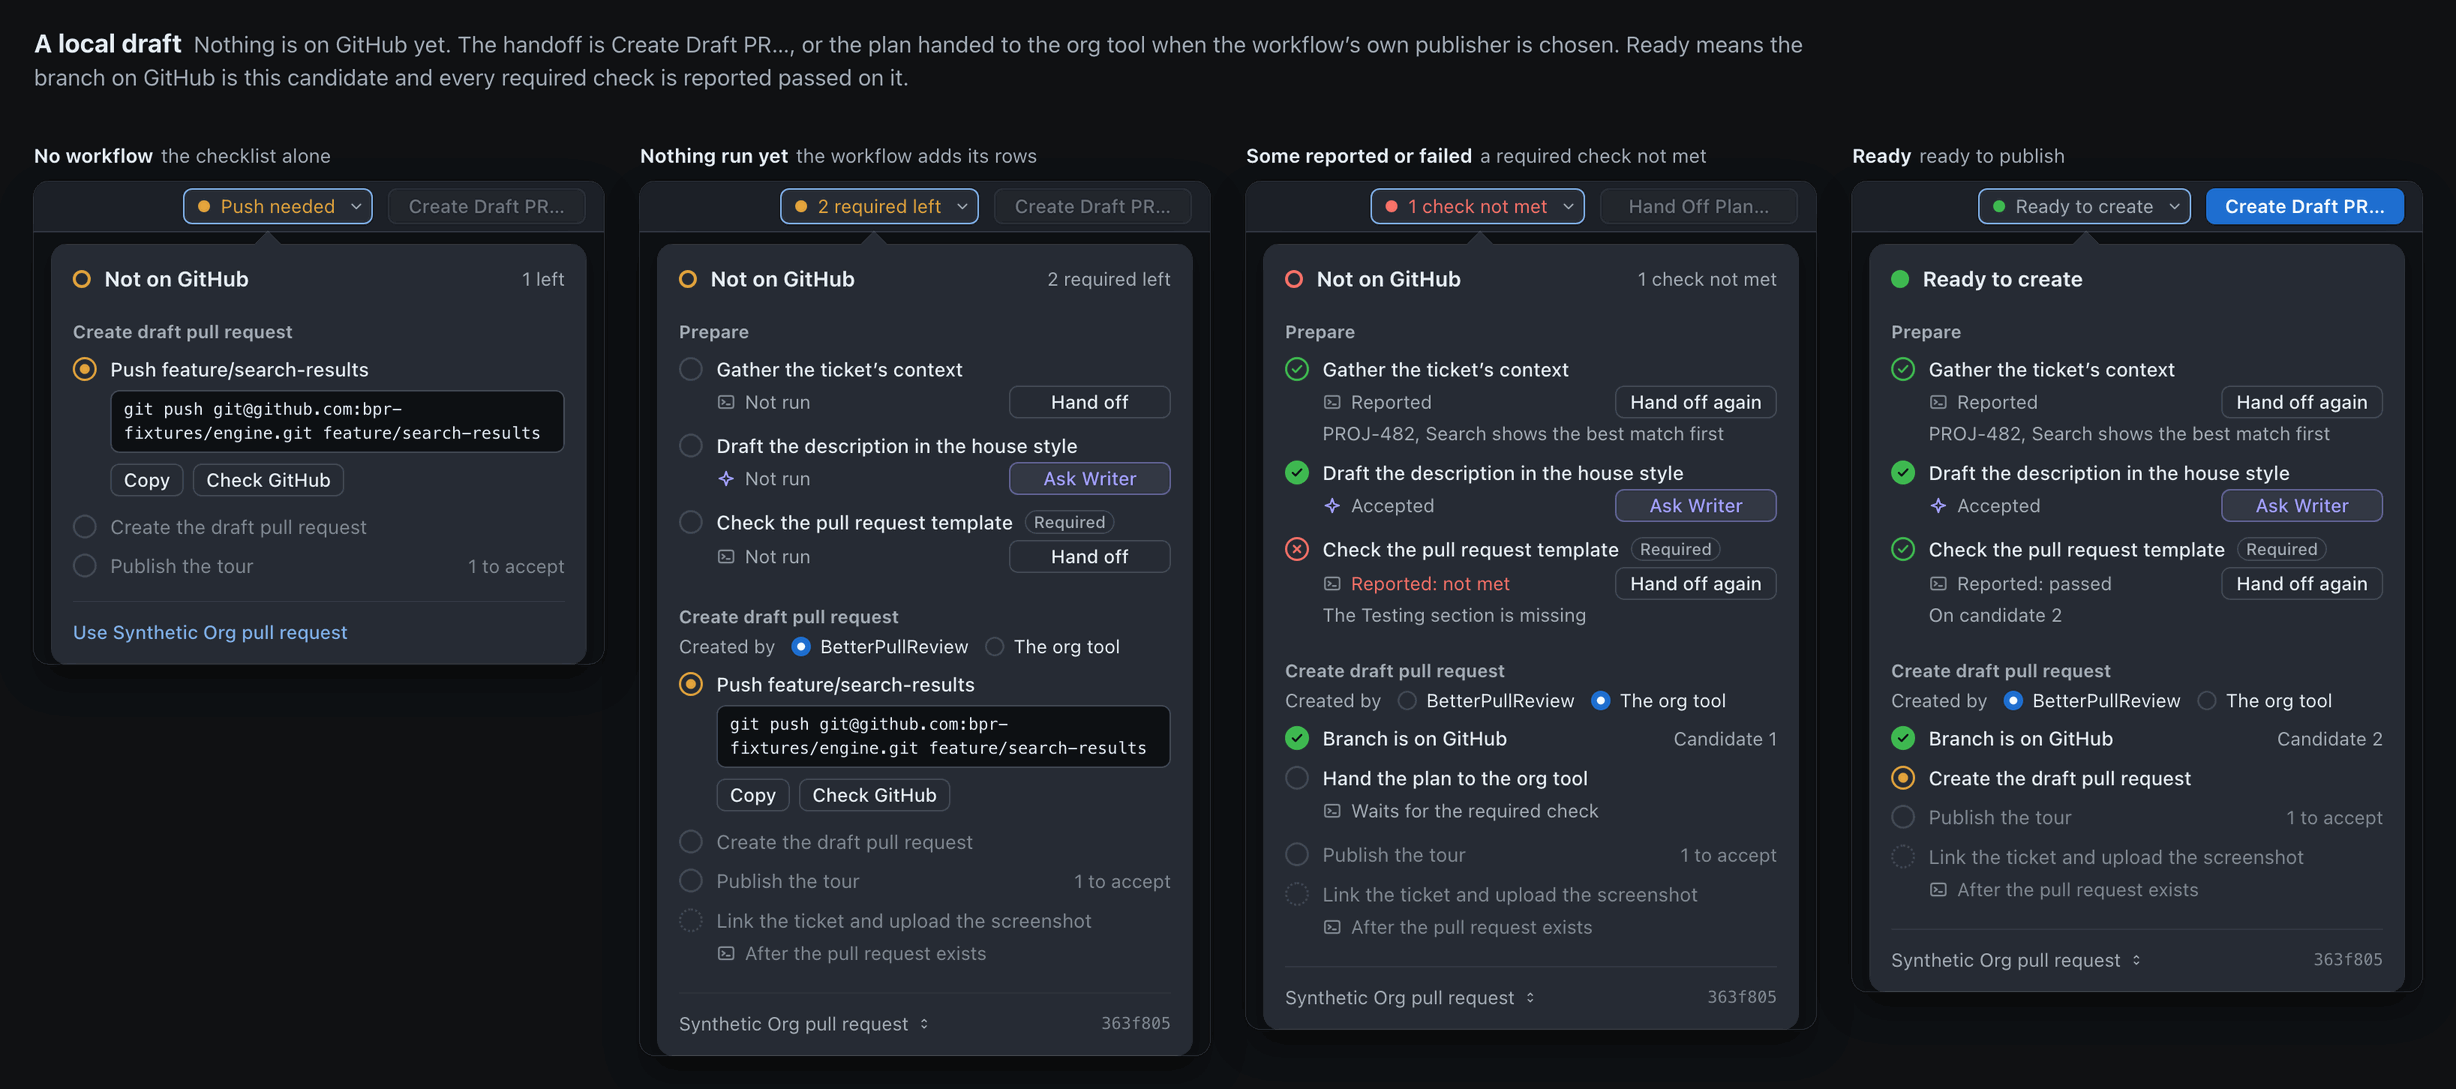 A local draft Nothing is on GitHub yet. The handoff is Create Draft PR…, or the plan handed to the org tool when the workflow’s own publisher is chosen. Ready means the
branch on GitHub is this candidate and every required check is reported passed on it.
No workflow the checklist alone
Push needed
Create Draft PR…
Not on GitHub
1 left
Create draft pull request
Push feature/search-results
git push git@github.com:bpr-
fixtures/engine.git feature/search-results
Copy
Check GitHub
Create the draft pull request
Publish the tour
1 to accept
Use Synthetic Org pull request
Nothing run yet the workflow adds its rows
2 required left
Create Draft PR…
Not on GitHub
2 required left
Prepare
Gather the ticket’s context
Not run
Hand off
Draft the description in the house style
Not run
Ask Writer
Check the pull request template
Required
Not run
Hand off
Create draft pull request
Created by
BetterPullReview
The org tool
Push feature/search-results
git push git@github.com:bpr-
fixtures/engine.git feature/search-results
Copy
Check GitHub
Create the draft pull request
Publish the tour
1 to accept
Link the ticket and upload the screenshot
After the pull request exists
Synthetic Org pull request
363f805
Some reported or failed a required check not met
1 check not met
Hand Off Plan…
Not on GitHub
1 check not met
Prepare
Gather the ticket’s context
Reported
Hand off again
PROJ-482, Search shows the best match first
Draft the description in the house style
Accepted
Ask Writer
Check the pull request template
Required
Reported: not met
Hand off again
The Testing section is missing
Create draft pull request
Created by
BetterPullReview
The org tool
Branch is on GitHub
Candidate 1
Hand the plan to the org tool
Waits for the required check
Publish the tour
1 to accept
Link the ticket and upload the screenshot
After the pull request exists
Synthetic Org pull request
363f805
Ready ready to publish
Ready to create
Create Draft PR…
Ready to create
Prepare
Gather the ticket’s context
Reported
Hand off again
PROJ-482, Search shows the best match first
Draft the description in the house style
Accepted
Ask Writer
Check the pull request template
Required
Reported: passed
Hand off again
On candidate 2
Create draft pull request
Created by
BetterPullReview
The org tool
Branch is on GitHub
Candidate 2
Create the draft pull request
Publish the tour
1 to accept
Link the ticket and upload the screenshot
After the pull request exists
Synthetic Org pull request
363f805